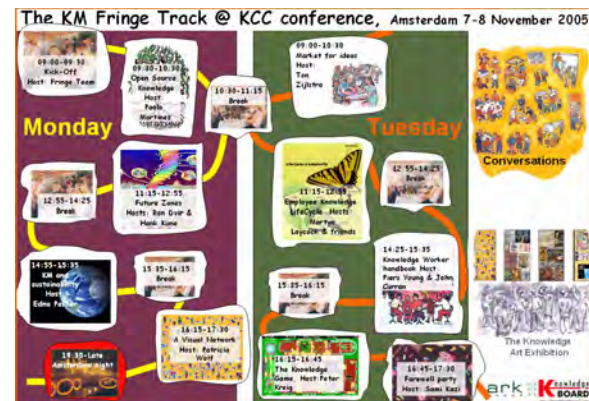 The KM Fringe Track @ KCC conference, Amsterdam 7-8 November 2005
Monday
09:00-09:30
Kick-Off
Host: Fringe Team
09:30-10:30
Open Source
Knowledge
Host:
Paolo
Martinez
10:30-11:15
Break
11:15-12:55
Future Zones
Hosts: Ron Dvir &
Hank Kune
12:55-14:25
Break
14:55-15:35
KM and
sustainability
Host:
Edna
15:35-16:15
Break
16:15-17:30
A Visual Network
Host: Patricia
Wolf
19:30-Late
Amsterdam night
Tuesday
09:00-10:30
Market for ideas
Host:
Ton
Zijlstra
11:15-12:55
Employee Knowledge
LifeCycle Hosts:
Martyn
Laycock & friends
12:55-14:25
Break
14:25-15:35
Knowledge Worker
handbook Host:
Piers Young & John
Curran
15:35-16:15
Break
16:15-16:45
The Knowledge
Game, Host:Peter
Kreig
16:45-17:30
Farewell party
Host: Sami Kazi
Conversations
The Knowledge
Art Exhibition
ark
Knowledge
BOARD